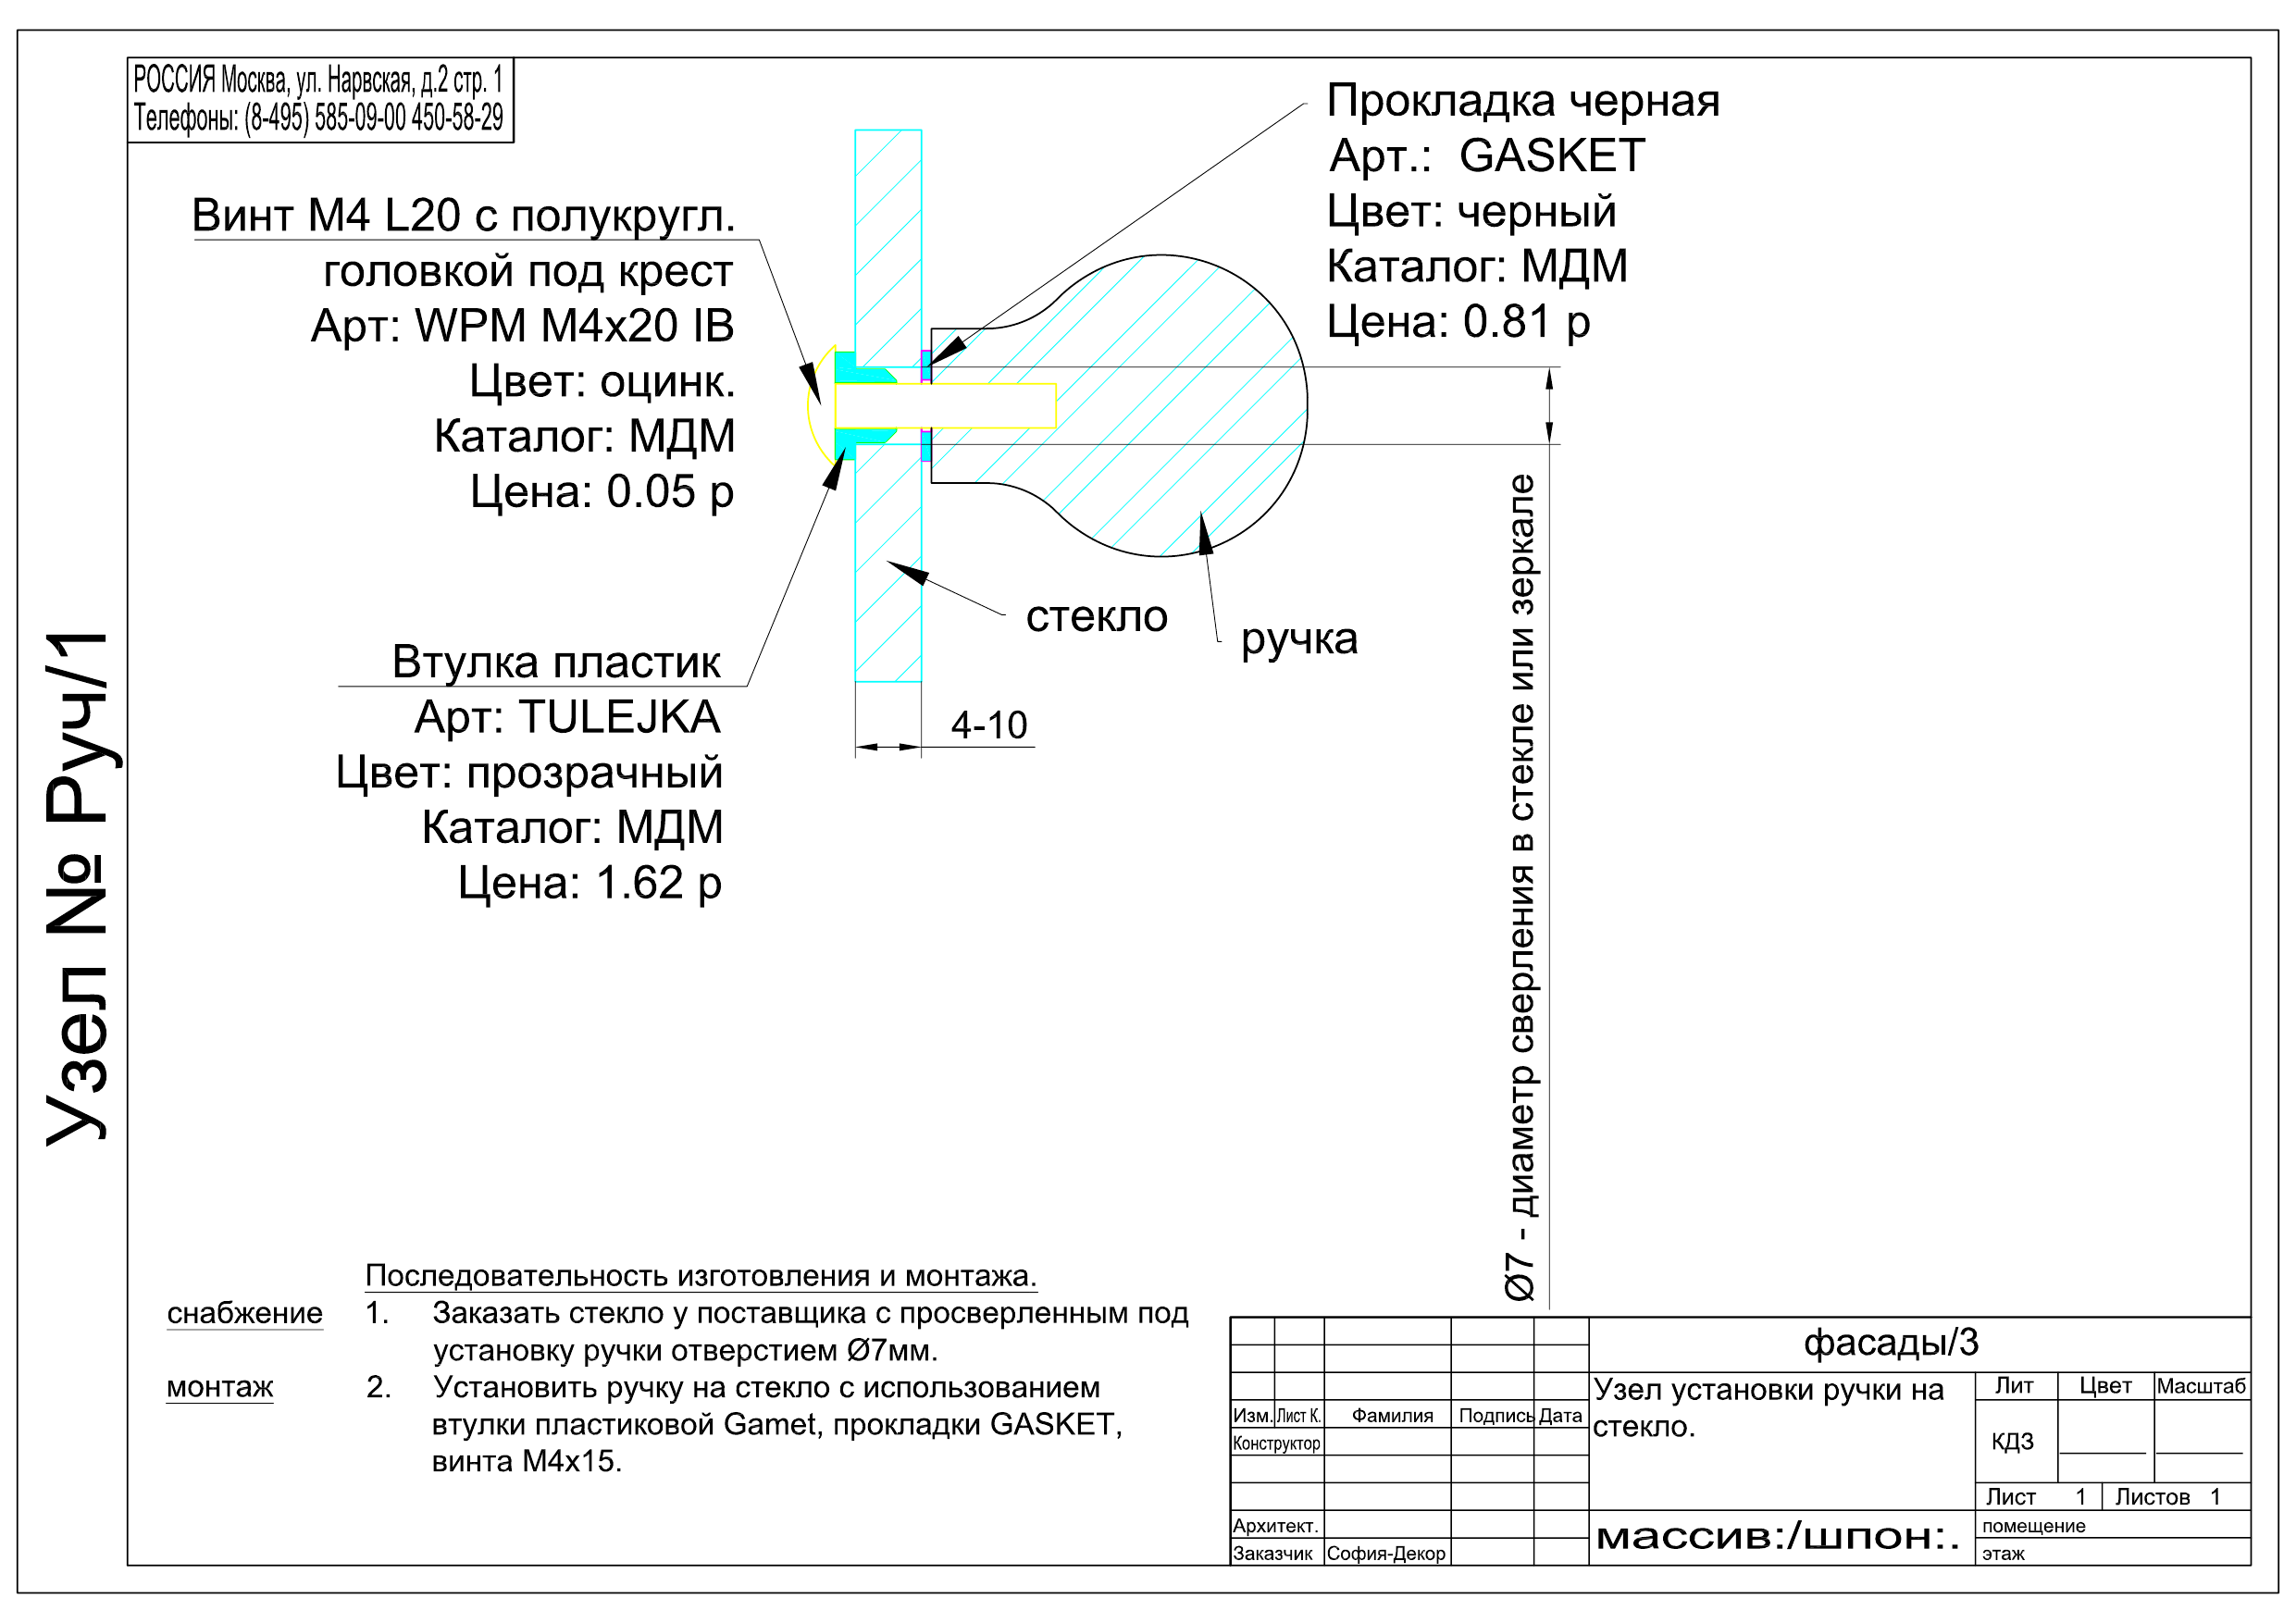 РОССИЯ Москва, ул. Нарвская, д.2 стр. 1
Телефоны: (8-495) 585-09-00 450-58-29
Узел № Руч/1
Винт М4 L20 с полукругл.
головкой под крест
Арт: WPM M4x20 IB
Цвет: оцинк.
Каталог: МДМ
Цена: 0.05 р
Прокладка черная
Арт.: GASKET
Цвет: черный
Каталог: МДМ
Цена: 0.81 р
Втулка пластик
Арт: TULEJKA
Цвет: прозрачный
Каталог: МДМ
Цена: 1.62 р
стекло
ручка
4-10
Ø7 - диаметр сверления в стекле или зеркале
Последовательность изготовления и монтажа.
снабжение 1. Заказать стекло у поставщика с просверленным под
установку ручки отверстием Ø7мм.
монтаж 2. Установить ручку на стекло с использованием
втулки пластиковой Gamet, прокладки GASKET,
винта М4х15.
фасады/3
Узел установки ручки на
стекло.
Лит Цвет Масштаб
КДЗ
Лист 1 Листов 1
Изм. Лист К. Фамилия Подпись Дата
Конструктор
Архитект.
Заказчик София-Декор
массив:/шпон:.
помещение
этаж